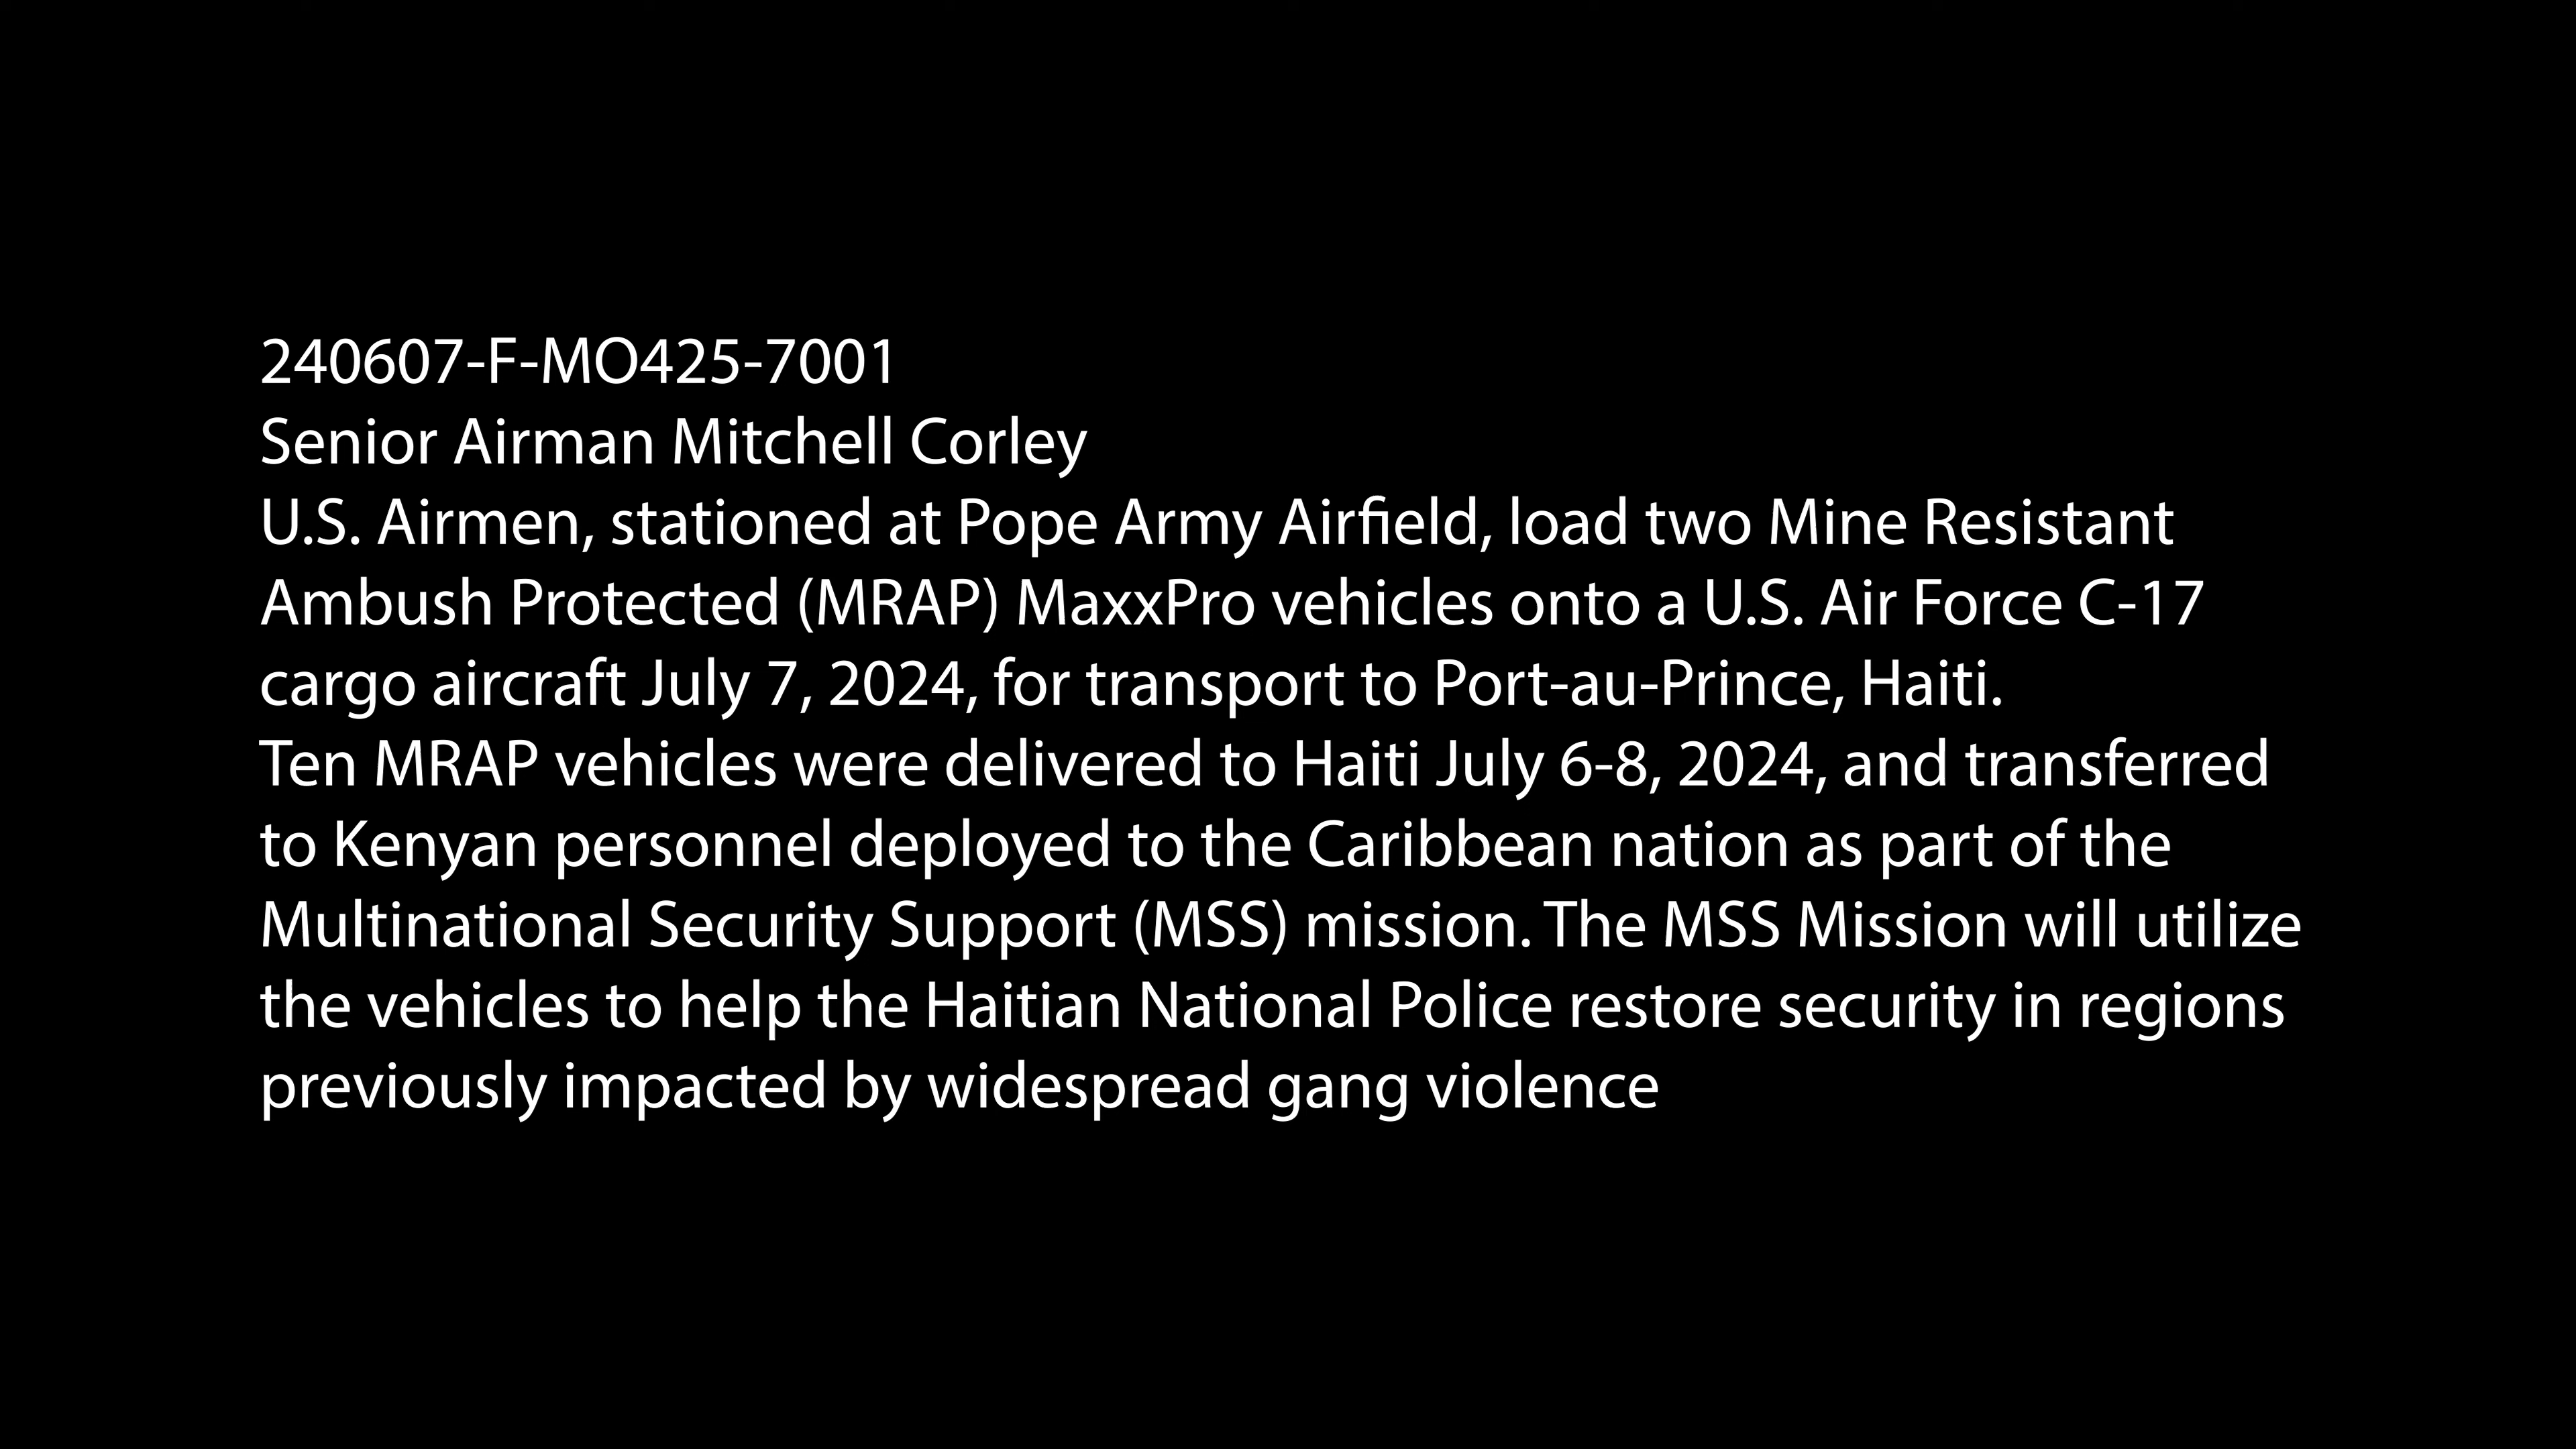 240607-F-MO425-7001
Senior Airman Mitchell Corley
U.S. Airmen, stationed at Pope Army Airfield, load two Mine Resistant
Ambush Protected (MRAP) MaxxPro vehicles onto a U.S. Air Force C-17
cargo aircraft July 7, 2024, for transport to Port-au-Prince, Haiti.
Ten MRAP vehicles were delivered to Haiti July 6-8, 2024, and transferred
to Kenyan personnel deployed to the Caribbean nation as part of the
Multinational Security Support (MSS) mission. The MSS Mission will utilize
the vehicles to help the Haitian National Police restore security in regions
previously impacted by widespread gang violence